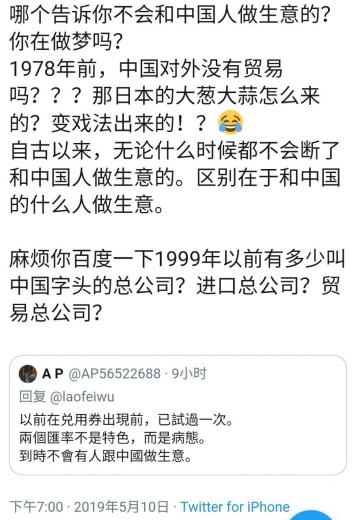 哪个告诉你不会和中国人做生意的？
你在做梦吗？
1978年前，中国对外没有贸易
吗？？？那日本的大葱大蒜怎么来
的？变戏法出来的！？😂
自古以来，无论什么时候都不会断了
和中国人做生意的。区别在于和中国
的什么人做生意。
麻烦你百度一下1999年以前有多少叫
中国字头的总公司？进口总公司？贸
易总公司？
A P @AP56522688 · 9小时
回复 @laofeiwu
以前在兑用券出現前，已試過一次。
兩個匯率不是特色，而是病態。
到時不會有人跟中國做生意。
下午7:00 · 2019年5月10日 · Twitter for iPhone